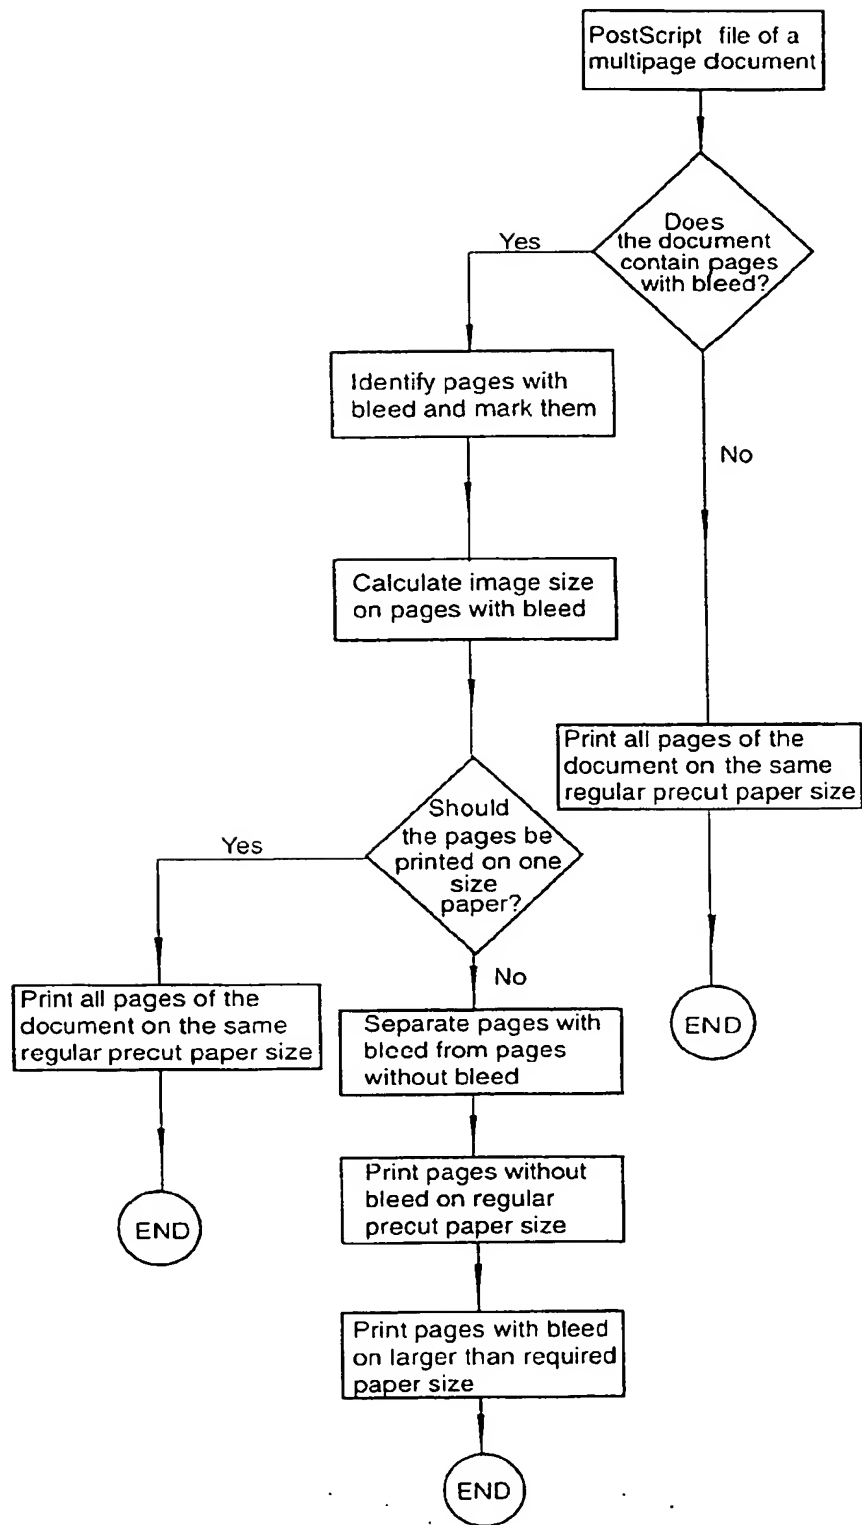 PostScript file of a
multipage document
Does
the document
contain pages
with bleed?
Yes
No
Identify pages with
bleed and mark them
Calculate image size
on pages with bleed
Print all pages of the
document on the same
regular precut paper size
Should
the pages be
printed on one
size
paper?
Yes
No
Print all pages of the
document on the same
regular precut paper size
END
Separate pages with
bleed from pages
without bleed
Print pages without
bleed on regular
precut paper size
END
Print pages with bleed
on larger than required
paper size
END